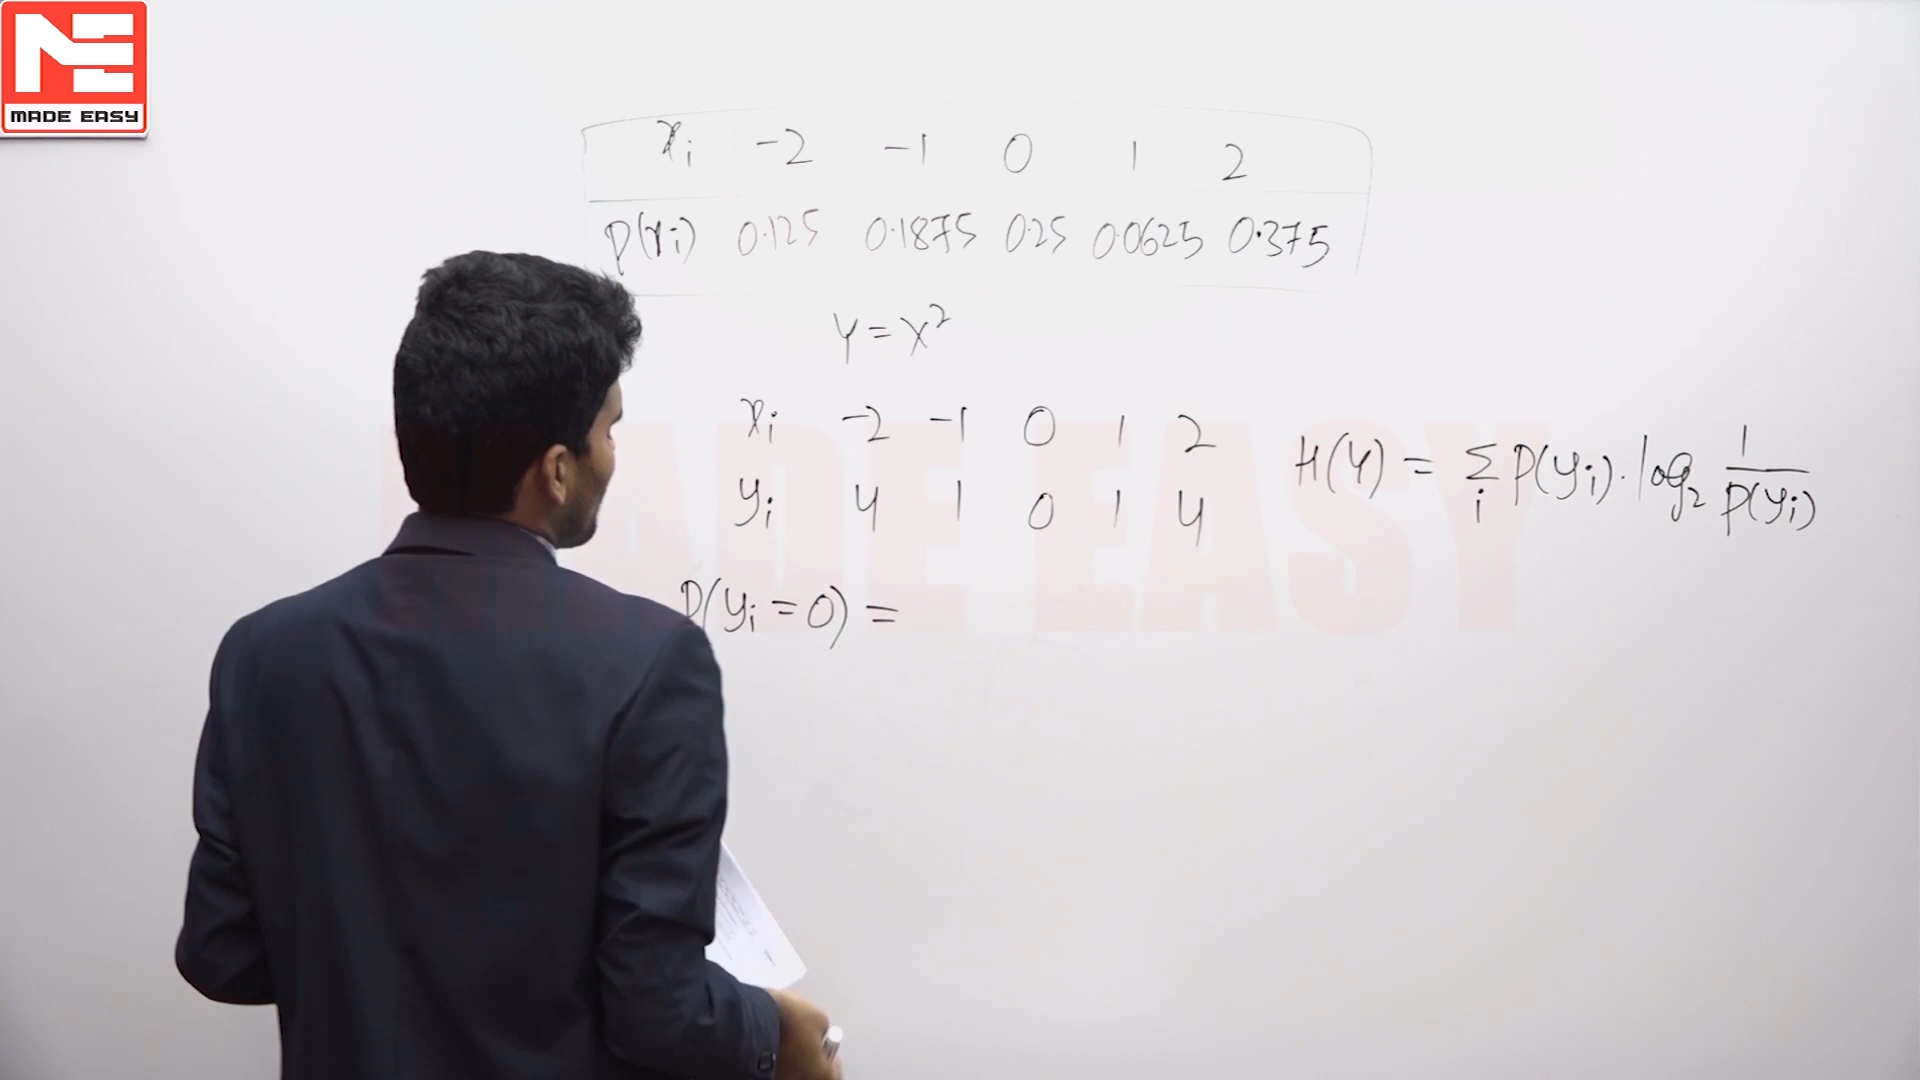 MADE EASY
xi -2 -1 0 1 2
P(xi) 0.125 0.1875 0.25 0.0625 0.375
Y = X²
xi -2 -1 0 1 2
yi 4 1 0 1 4
H(Y) = Σi P(yi) · log₂ 1/P(yi)
P(yi = 0) =
MADE EASY